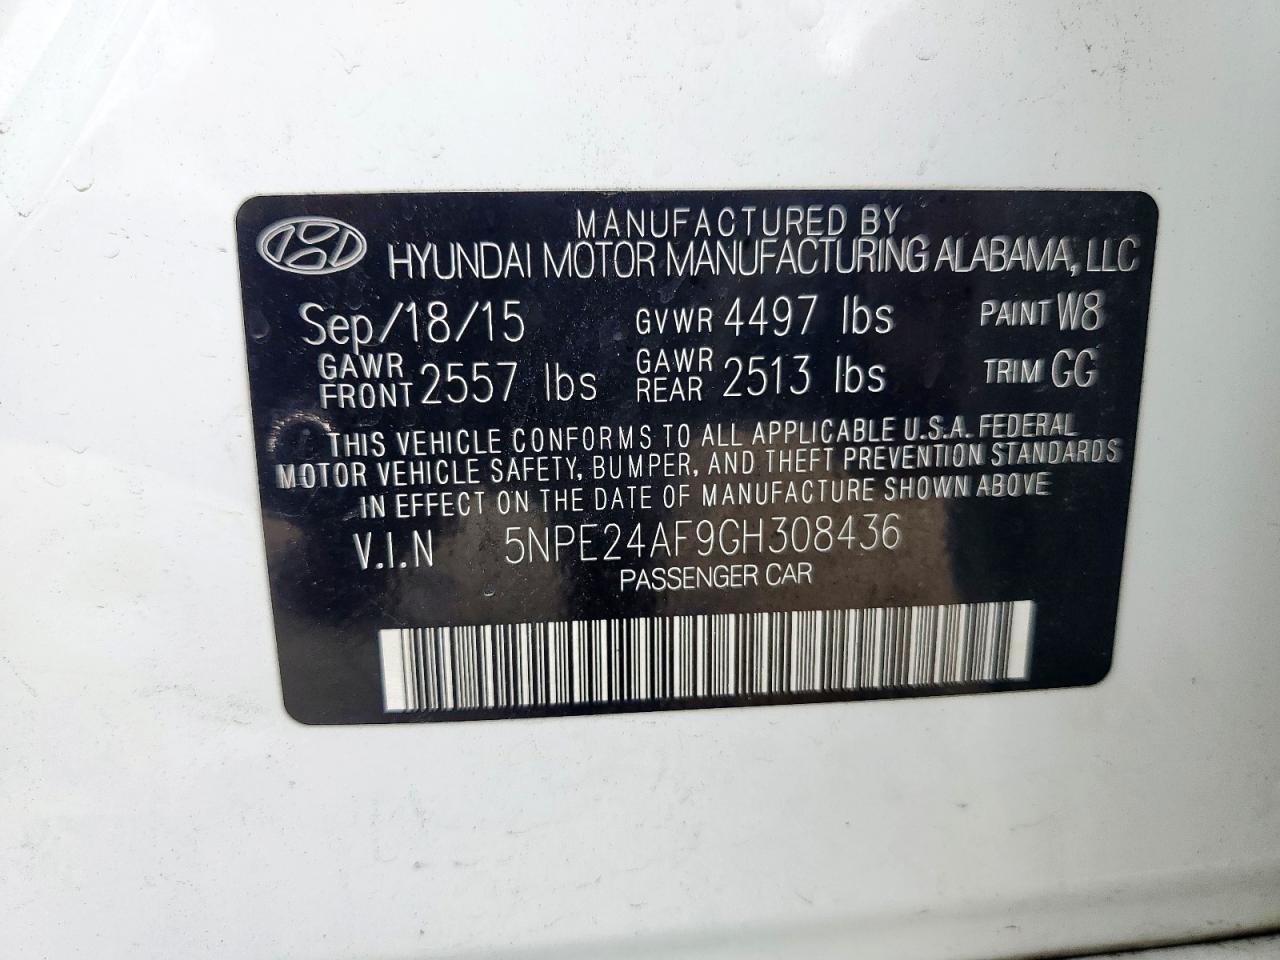 MANUFACTURED BY
HYUNDAI MOTOR MANUFACTURING ALABAMA, LLC
Sep/18/15 GVWR 4497 lbs PAINT W8
GAWR FRONT 2557 lbs GAWR REAR 2513 lbs TRIM GG
THIS VEHICLE CONFORMS TO ALL APPLICABLE U.S.A. FEDERAL
MOTOR VEHICLE SAFETY, BUMPER, AND THEFT PREVENTION STANDARDS
IN EFFECT ON THE DATE OF MANUFACTURE SHOWN ABOVE
V.I.N 5NPE24AF9GH308436
PASSENGER CAR